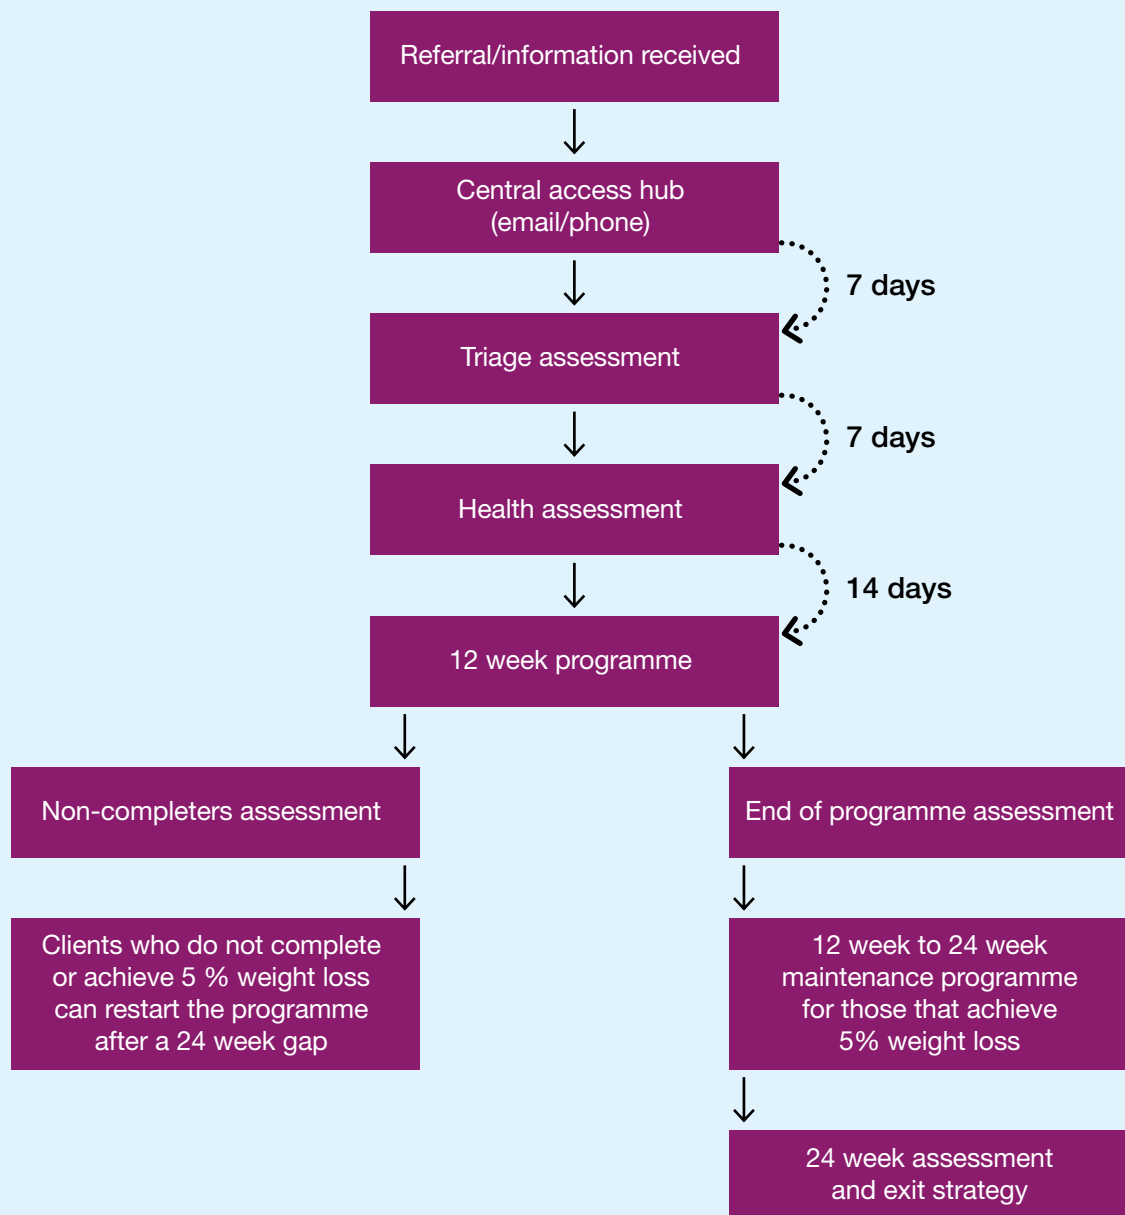 Referral/information received
Central access hub
(email/phone)
7 days
Triage assessment
7 days
Health assessment
14 days
12 week programme
Non-completers assessment
End of programme assessment
Clients who do not complete
or achieve 5 % weight loss
can restart the programme
after a 24 week gap
12 week to 24 week
maintenance programme
for those that achieve
5% weight loss
24 week assessment
and exit strategy